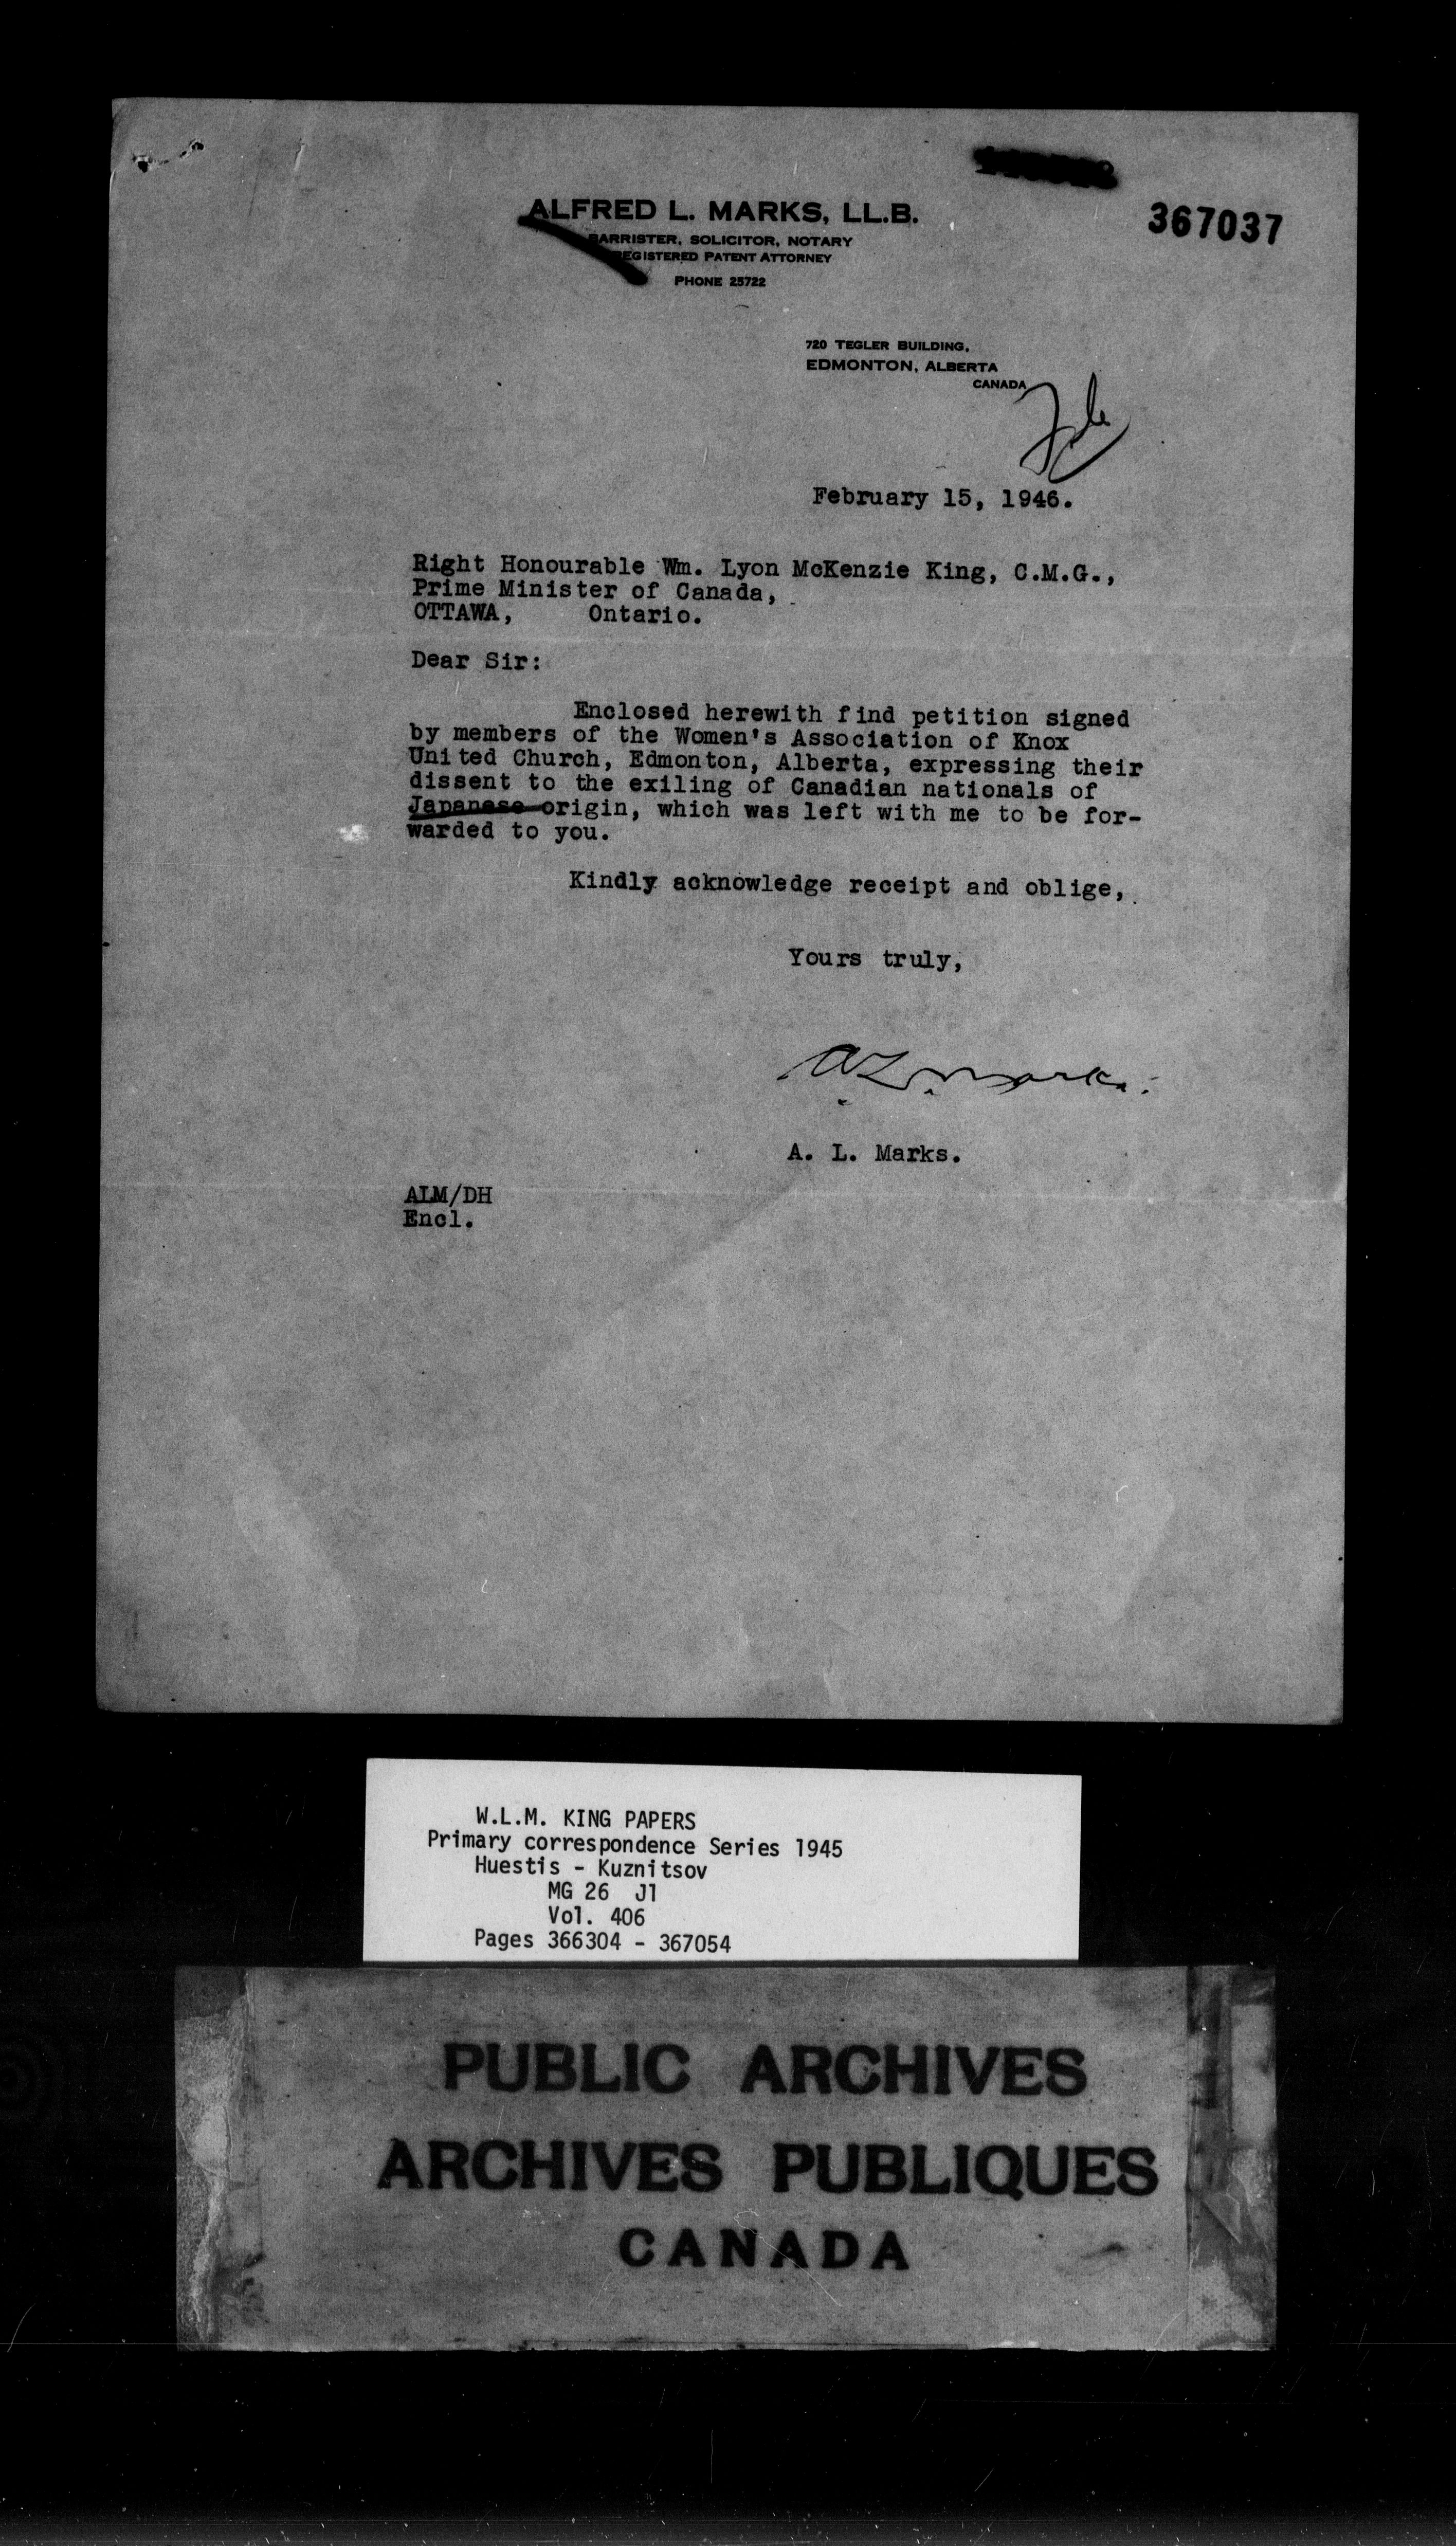 367037
ALFRED L. MARKS, LL.B.
BARRISTER, SOLICITOR, NOTARY
REGISTERED PATENT ATTORNEY
PHONE 25722
720 TEGLER BUILDING,
EDMONTON, ALBERTA
CANADA
File
February 15, 1946.
Right Honourable Wm. Lyon McKenzie King, C.M.G.,
Prime Minister of Canada,
OTTAWA, Ontario.
Dear Sir:
Enclosed herewith find petition signed
by members of the Women's Association of Knox
United Church, Edmonton, Alberta, expressing their
dissent to the exiling of Canadian nationals of
Japanese origin, which was left with me to be for-
warded to you.
Kindly acknowledge receipt and oblige,
Yours truly,
A L Marks.
A. L. Marks.
ALM/DH
Encl.
W.L.M. KING PAPERS
Primary correspondence Series 1945
Huestis - Kuznitsov
MG 26 J1
Vol. 406
Pages 366304 - 367054
PUBLIC ARCHIVES
ARCHIVES PUBLIQUES
CANADA